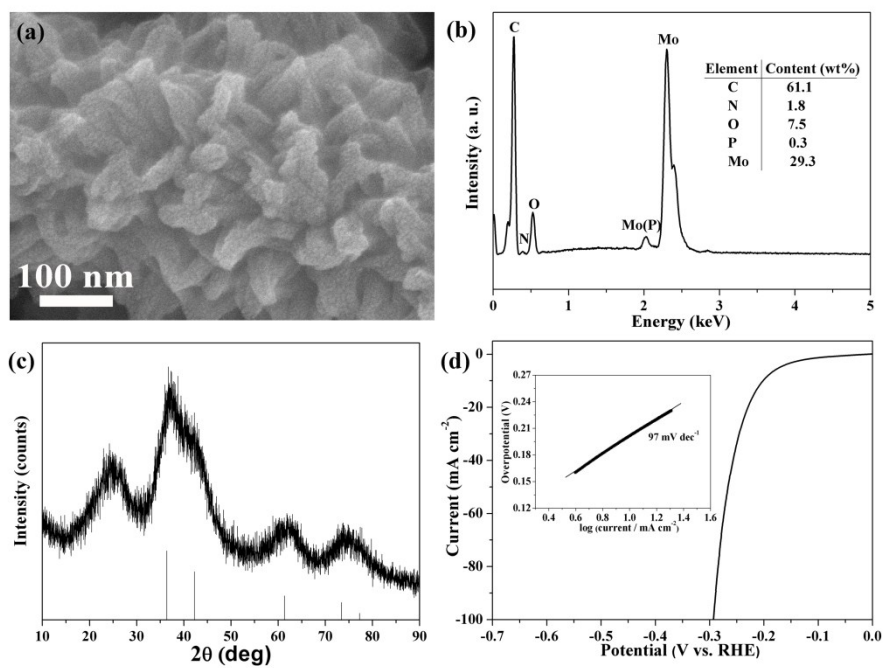 (a)
100 nm
(b)
Intensity (a. u.)
C
N
O
Mo(P)
Mo
Element Content (wt%)
C 61.1
N 1.8
O 7.5
P 0.3
Mo 29.3
0 1 2 3 4 5
Energy (keV)
(c)
Intensity (counts)
10 20 30 40 50 60 70 80 90
2θ (deg)
(d)
Current (mA cm⁻²)
0
-20
-40
-60
-80
-100
Overpotential (V)
0.27
0.24
0.21
0.18
0.15
0.12
97 mV dec⁻¹
0.4 0.6 0.8 1.0 1.2 1.4 1.6
log (current / mA cm⁻²)
-0.7 -0.6 -0.5 -0.4 -0.3 -0.2 -0.1 0.0
Potential (V vs. RHE)